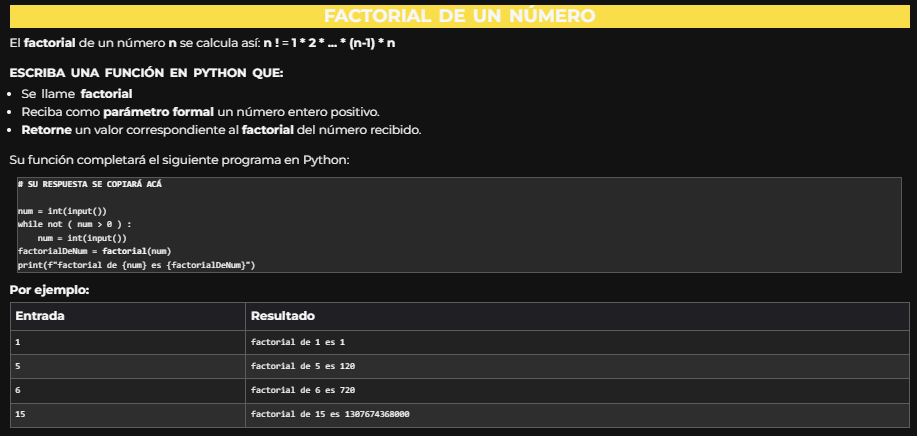 FACTORIAL DE UN NÚMERO
El factorial de un número n se calcula así: n ! = 1 * 2 * ... * (n-1) * n
ESCRIBA UNA FUNCIÓN EN PYTHON QUE:
• Se llame factorial
• Reciba como parámetro formal un número entero positivo.
• Retorne un valor correspondiente al factorial del número recibido.
Su función completará el siguiente programa en Python:
# SU RESPUESTA SE COPIARÁ ACÁ
num = int(input())
while not ( num > 0 ) :
    num = int(input())
factorialDeNum = factorial(num)
print(f"factorial de {num} es {factorialDeNum}")
Por ejemplo:
Entrada Resultado
1 factorial de 1 es 1
5 factorial de 5 es 120
6 factorial de 6 es 720
15 factorial de 15 es 1307674368000